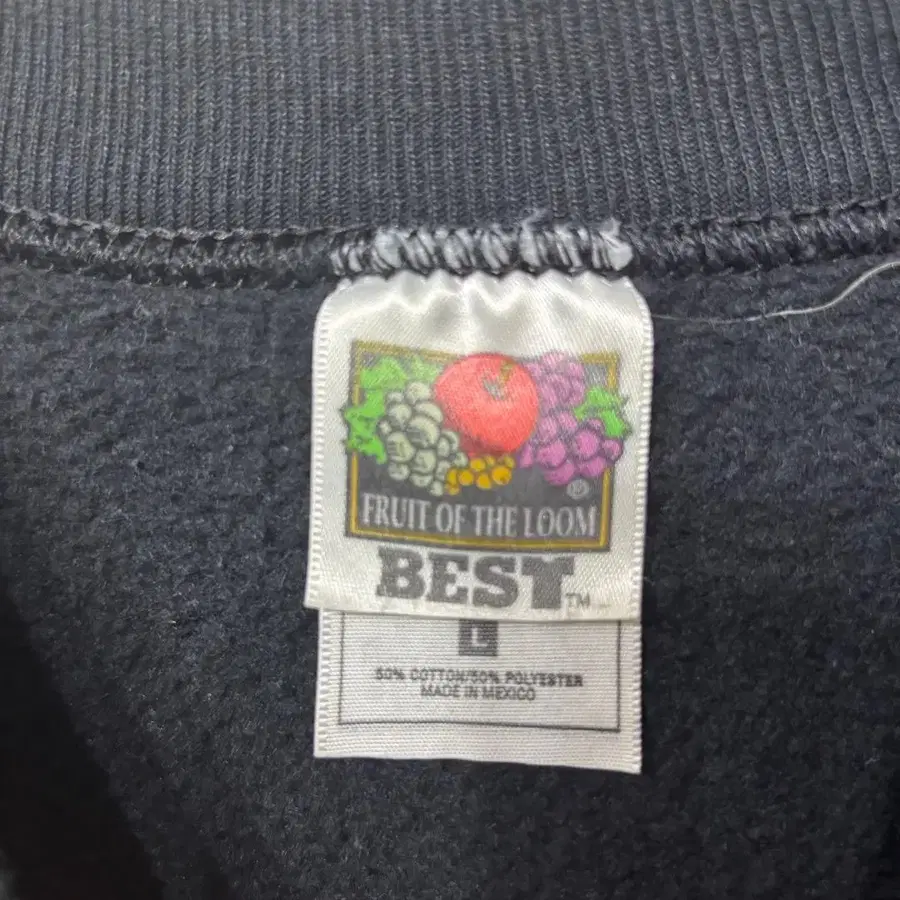 ®
FRUIT OF THE LOOM
BEST™
L
50% COTTON/50% POLYESTER
MADE IN MEXICO